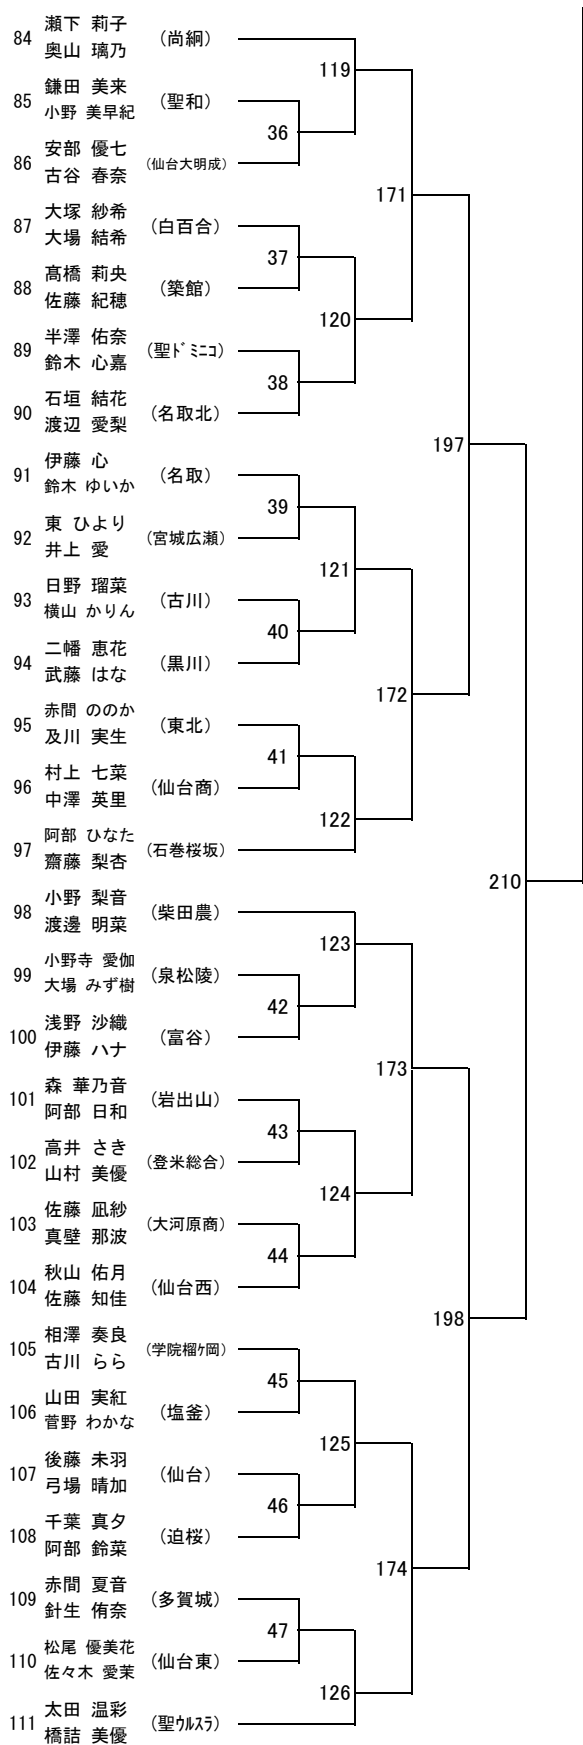 84 瀬下 莉子 (尚絅)
奥山 璃乃
119
85 鎌田 美来 (聖和)
小野 美早紀
36
86 安部 優七 (仙台大明成)
古谷 春奈
171
87 大塚 紗希 (白百合)
大場 結希
37
88 髙橋 莉央 (築館)
佐藤 紀穂
120
89 半澤 佑奈 (聖ﾄﾞﾐﾆｺ)
鈴木 心嘉
38
90 石垣 結花 (名取北)
渡辺 愛梨
197
91 伊藤 心 (名取)
鈴木 ゆいか
39
92 東 ひより (宮城広瀬)
井上 愛
121
93 日野 瑠菜 (古川)
横山 かりん
40
94 二幡 恵花 (黒川)
武藤 はな
172
95 赤間 ののか (東北)
及川 実生
41
96 村上 七菜 (仙台商)
中澤 英里
122
97 阿部 ひなた (石巻桜坂)
齋藤 梨杏
210
98 小野 梨音 (柴田農)
渡邊 明菜
123
99 小野寺 愛伽 (泉松陵)
大場 みず樹
42
100 浅野 沙織 (富谷)
伊藤 ハナ
173
101 森 華乃音 (岩出山)
阿部 日和
43
102 高井 さき (登米総合)
山村 美優
124
103 佐藤 凪紗 (大河原商)
真壁 那波
44
104 秋山 佑月 (仙台西)
佐藤 知佳
198
105 相澤 奏良 (学院榴ケ岡)
古川 らら
45
106 山田 実紅 (塩釜)
菅野 わかな
125
107 後藤 未羽 (仙台)
弓場 晴加
46
108 千葉 真夕 (迫桜)
阿部 鈴菜
174
109 赤間 夏音 (多賀城)
針生 侑奈
47
110 松尾 優美花 (仙台東)
佐々木 愛茉
126
111 太田 温彩 (聖ｳﾙｽﾗ)
橋詰 美優